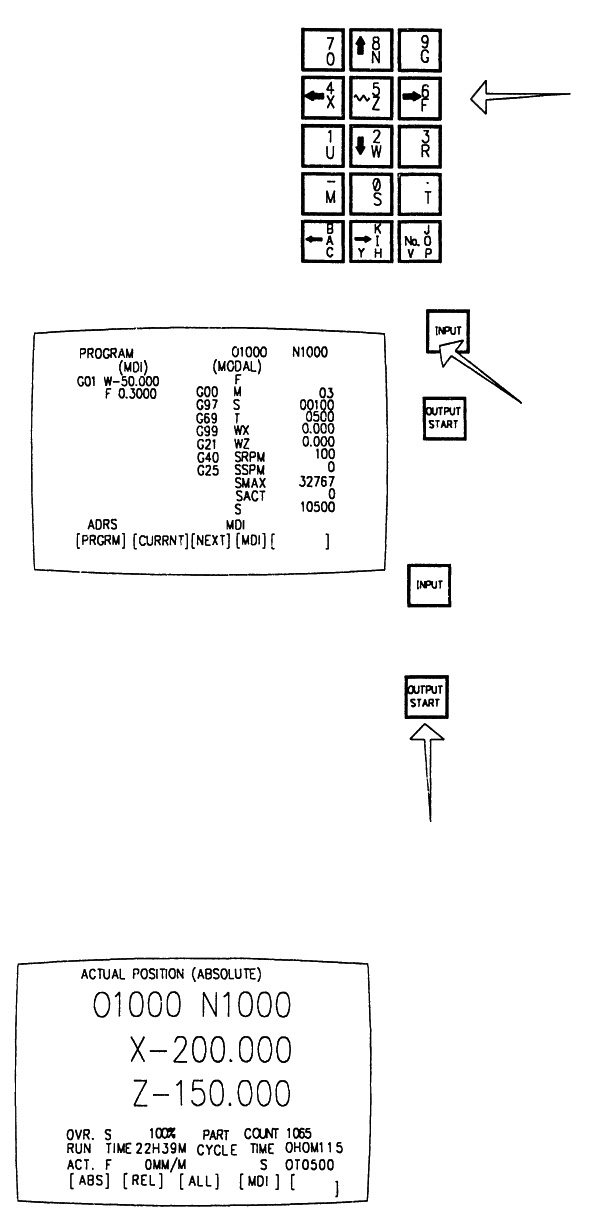 7 8 9
O N G
4 5 6
X Z F
1 2 3
U W R
- 0 .
M S T
B K J
A I No. O
C Y H V P
INPUT
PROGRAM O1000 N1000
(MDI) (MODAL)
G01 W-50.000 F
F 0.3000 G00 M 03
G97 S 00100
G69 T 0500
G99 WX 0.000
G21 WZ 0.000
G40 SRPM 100
G25 SSPM 0
SMAX 32767
SACT 0
S 10500
ADRS MDI
[PRGRM] [CURRNT] [NEXT] [MDI] [ ]
OUTPUT
START
INPUT
OUTPUT
START
ACTUAL POSITION (ABSOLUTE)
O1000 N1000
X-200.000
Z-150.000
OVR. S 100% PART COUNT 1065
RUN TIME 22H39M CYCLE TIME 0H0M11S
ACT. F 0MM/M S 0T0500
[ ABS] [REL] [ALL] [MDI ] [ ]